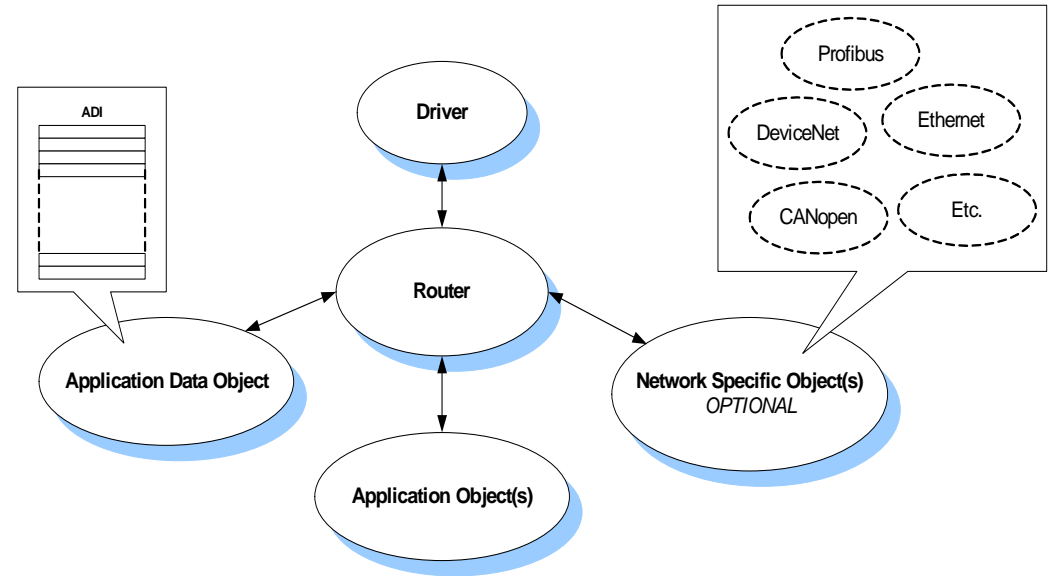 Profibus
Driver
ADI
Ethernet
DeviceNet
CANopen
Etc.
Router
Application Data Object
Network Specific Object(s)
OPTIONAL
Application Object(s)